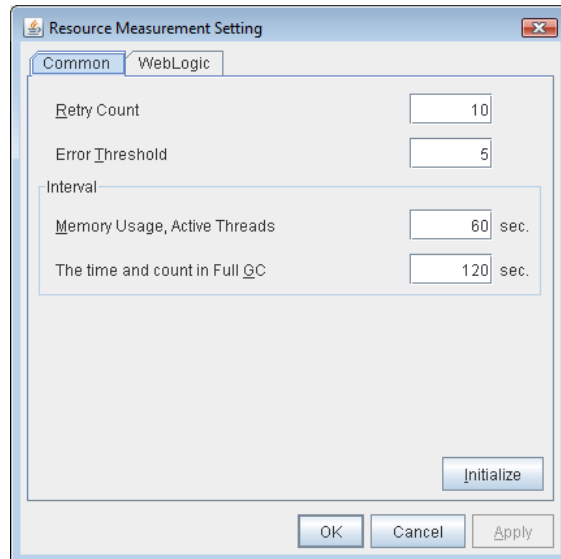 Resource Measurement Setting
Common WebLogic
Retry Count 10
Error Threshold 5
Interval
Memory Usage, Active Threads 60 sec.
The time and count in Full GC 120 sec.
Initialize
OK Cancel Apply